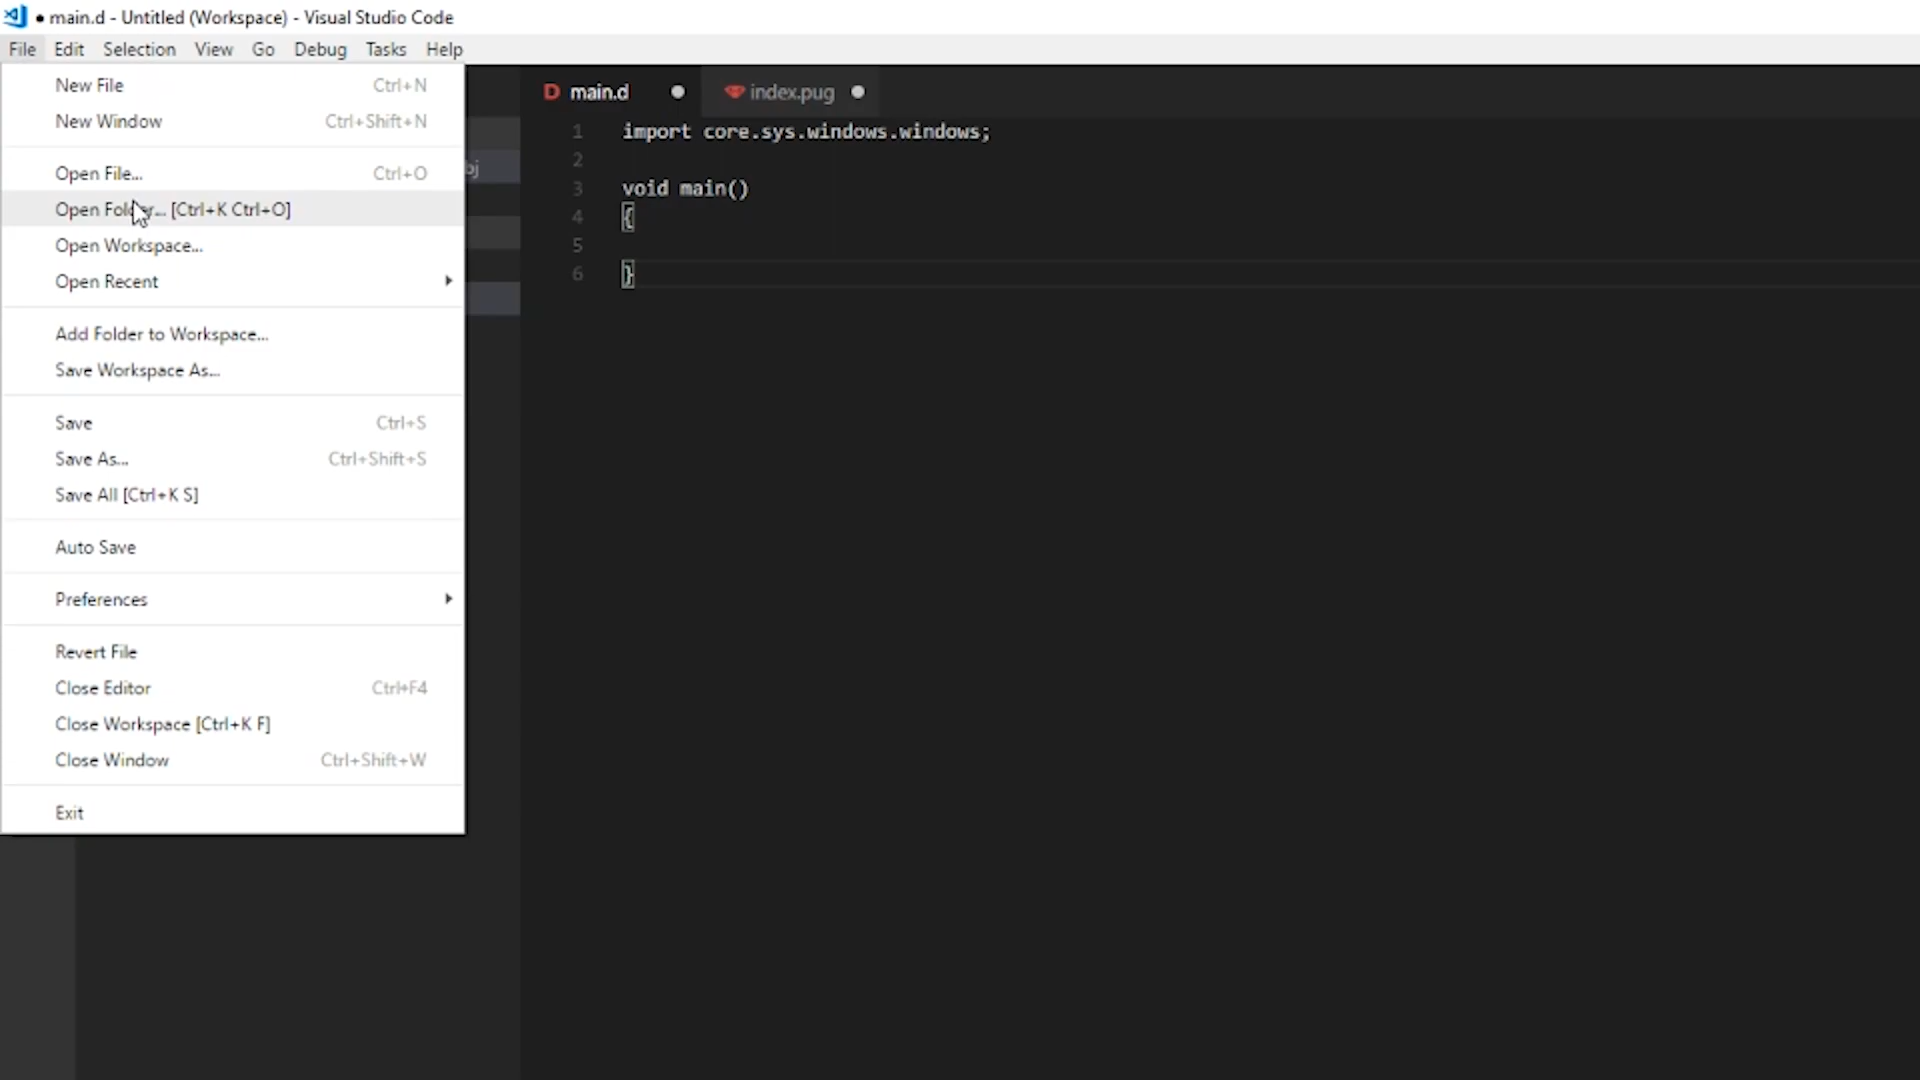 ● main.d - Untitled (Workspace) - Visual Studio Code
File Edit Selection View Go Debug Tasks Help
New File Ctrl+N
New Window Ctrl+Shift+N
Open File... Ctrl+O
[Ctrl+K Ctrl+O]
Open Workspace...
Open Recent
Add Folder to Workspace...
Save Workspace As...
Save Ctrl+S
Save As... Ctrl+Shift+S
Save All [Ctrl+K S]
Auto Save
Preferences
Revert File
Close Editor Ctrl+F4
Close Workspace [Ctrl+K F]
Close Window Ctrl+Shift+W
Exit
bj
D main.d ● index.pug ●
1 import core.sys.windows.windows;
2
3 void main()
4 {
5
6 }